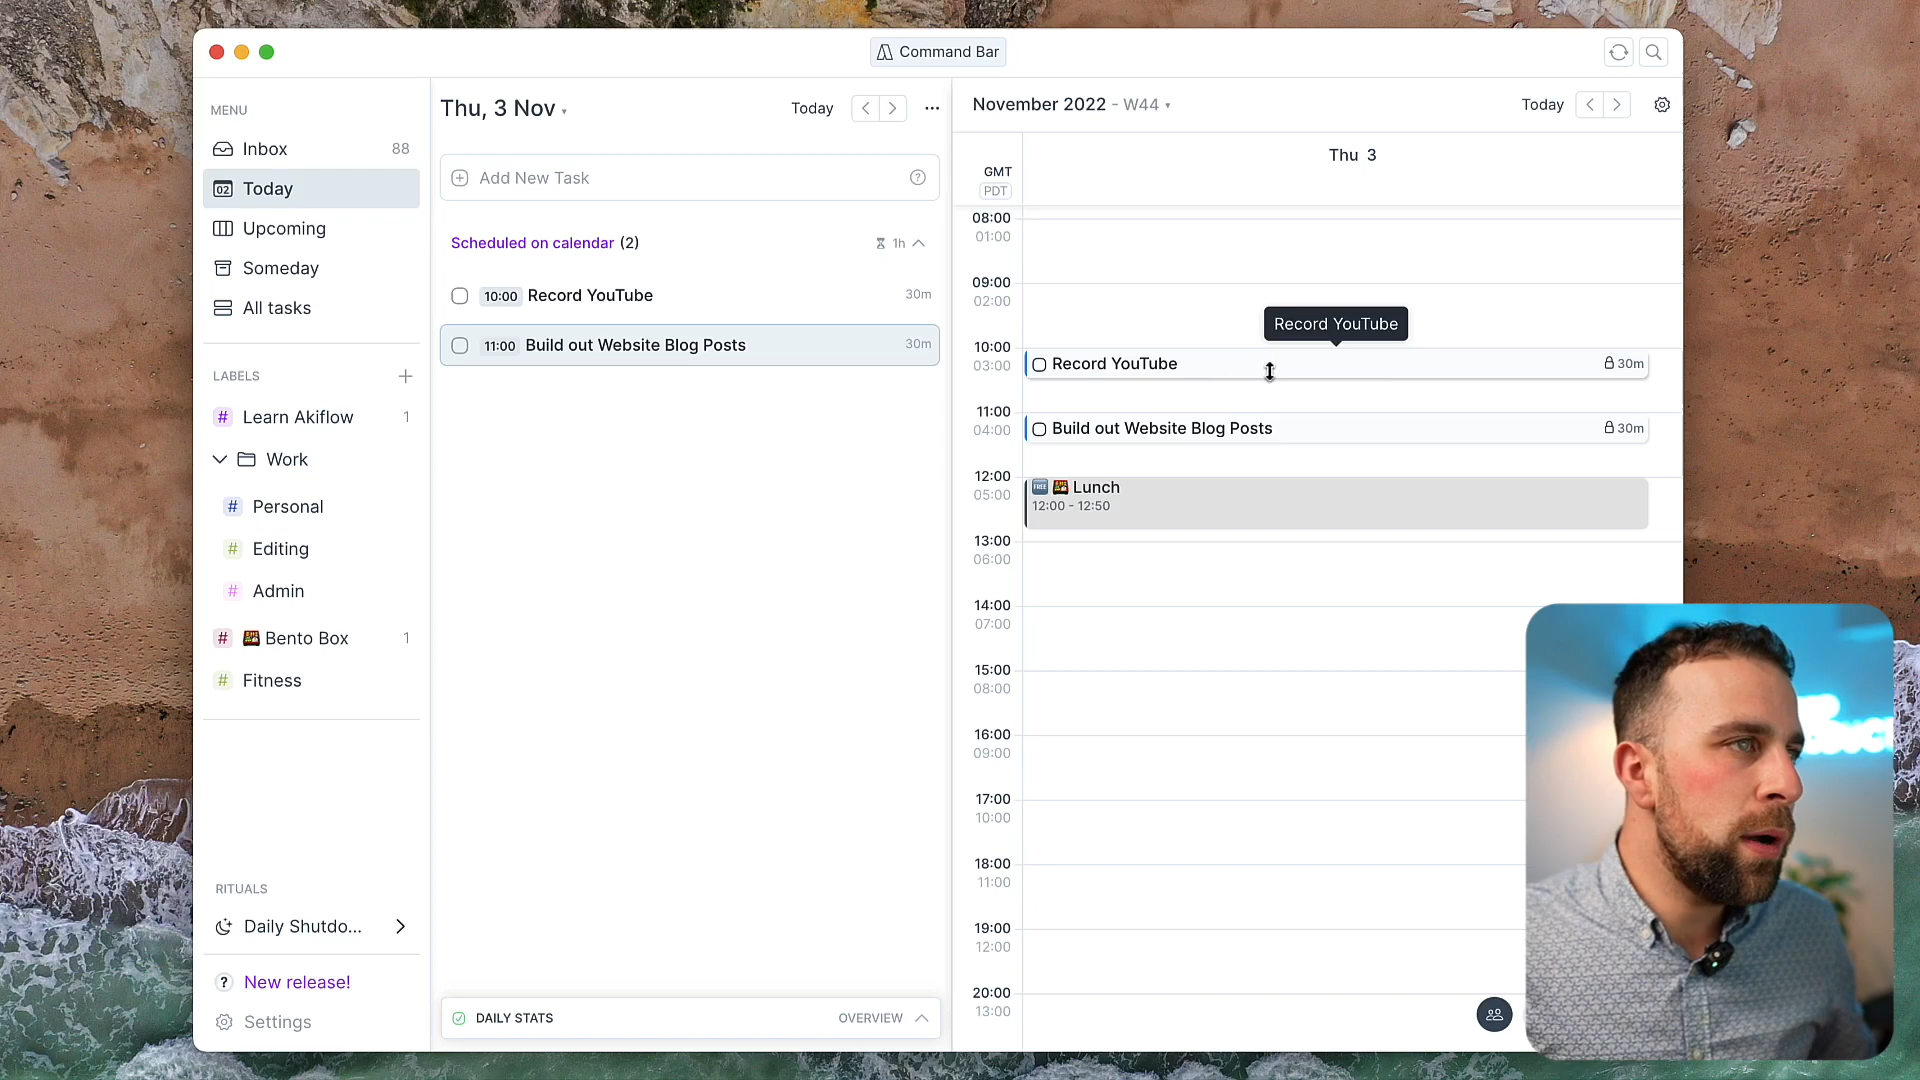 Command Bar
MENU
Inbox 88
02 Today
Upcoming
Someday
All tasks
LABELS
# Learn Akiflow 1
Work
# Personal
# Editing
# Admin
# 🍱 Bento Box 1
# Fitness
RITUALS
Daily Shutdo...
? New release!
Settings
Thu, 3 Nov
Today
Add New Task
Scheduled on calendar (2) 1h
10:00 Record YouTube 30m
11:00 Build out Website Blog Posts 30m
DAILY STATS OVERVIEW
November 2022 - W44
Today
Thu 3
GMT
PDT
08:00
01:00
09:00
02:00
Record YouTube
10:00
03:00
Record YouTube 30m
11:00
04:00
Build out Website Blog Posts 30m
12:00
05:00
FREE 🍱 Lunch
12:00 - 12:50
13:00
06:00
14:00
07:00
15:00
08:00
16:00
09:00
17:00
10:00
18:00
11:00
19:00
12:00
20:00
13:00